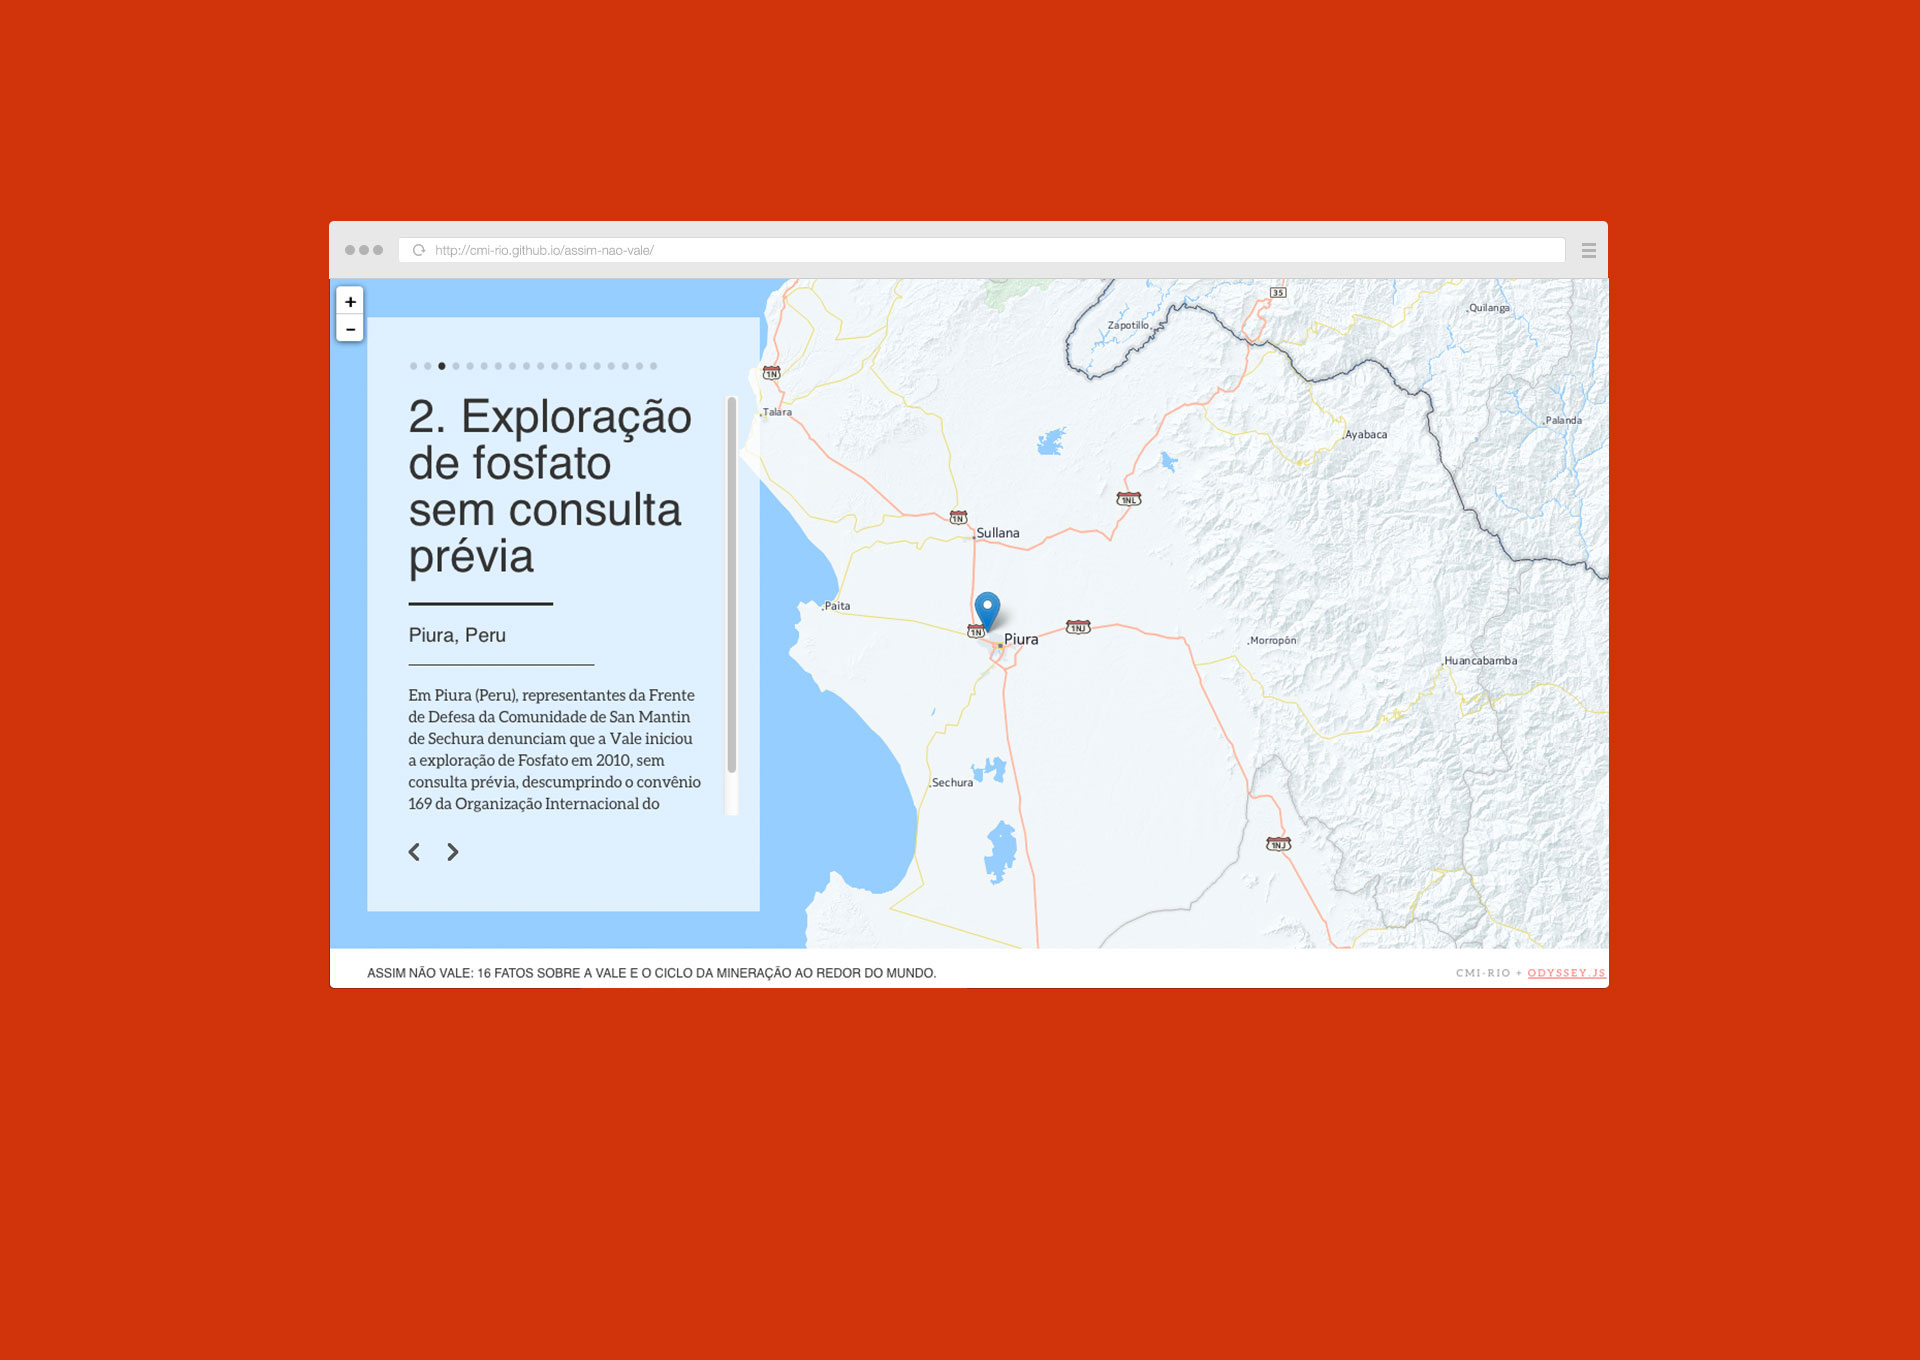 http://cmi-rio.github.io/assim-nao-vale/
+
-
2. Exploração
de fosfato
sem consulta
prévia
Piura, Peru
Em Piura (Peru), representantes da Frente
de Defesa da Comunidade de San Mantin
de Sechura denunciam que a Vale iniciou
a exploração de Fosfato em 2010, sem
consulta prévia, descumprindo o convênio
169 da Organização Internacional do
35
Quilanga
Zapotillo
1N
Talara
Palanda
Ayabaca
1NL
1N
Sullana
Paita
1N
Piura
1NJ
Morropón
Huancabamba
Sechura
1NJ
ASSIM NÃO VALE: 16 FATOS SOBRE A VALE E O CICLO DA MINERAÇÃO AO REDOR DO MUNDO.
CMI-RIO + ODYSSEY.JS